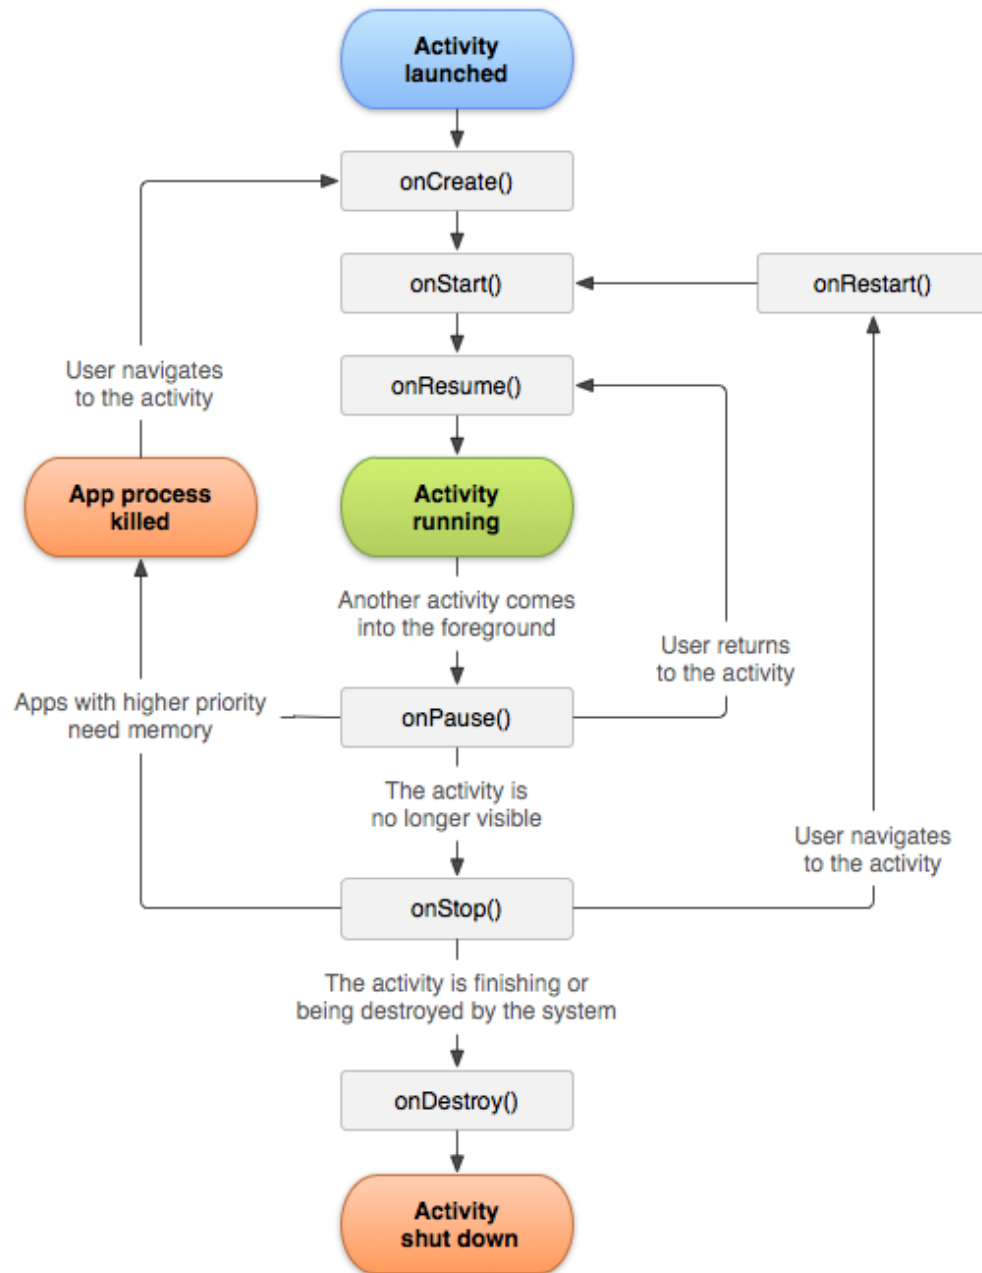 Activity
launched
onCreate()
onStart()
onRestart()
User navigates
to the activity
onResume()
App process
killed
Activity
running
Another activity comes
into the foreground
User returns
to the activity
Apps with higher priority
need memory
onPause()
The activity is
no longer visible
User navigates
to the activity
onStop()
The activity is finishing or
being destroyed by the system
onDestroy()
Activity
shut down